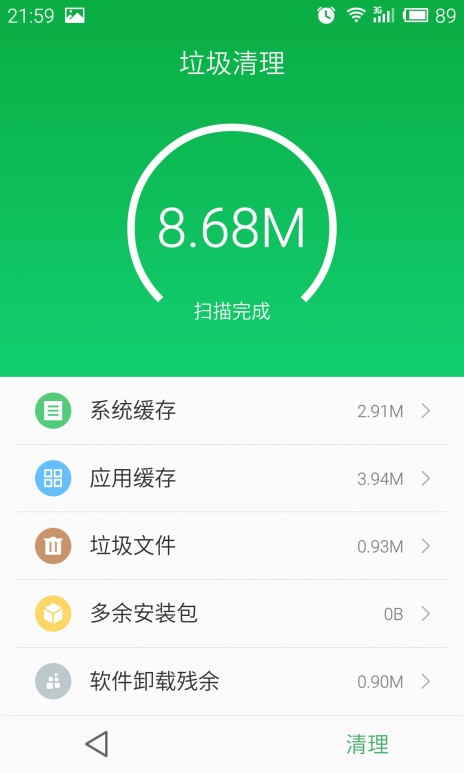 21:59 3G 89
垃圾清理
8.68M
扫描完成
系统缓存 2.91M
应用缓存 3.94M
垃圾文件 0.93M
多余安装包 0B
软件卸载残余 0.90M
清理